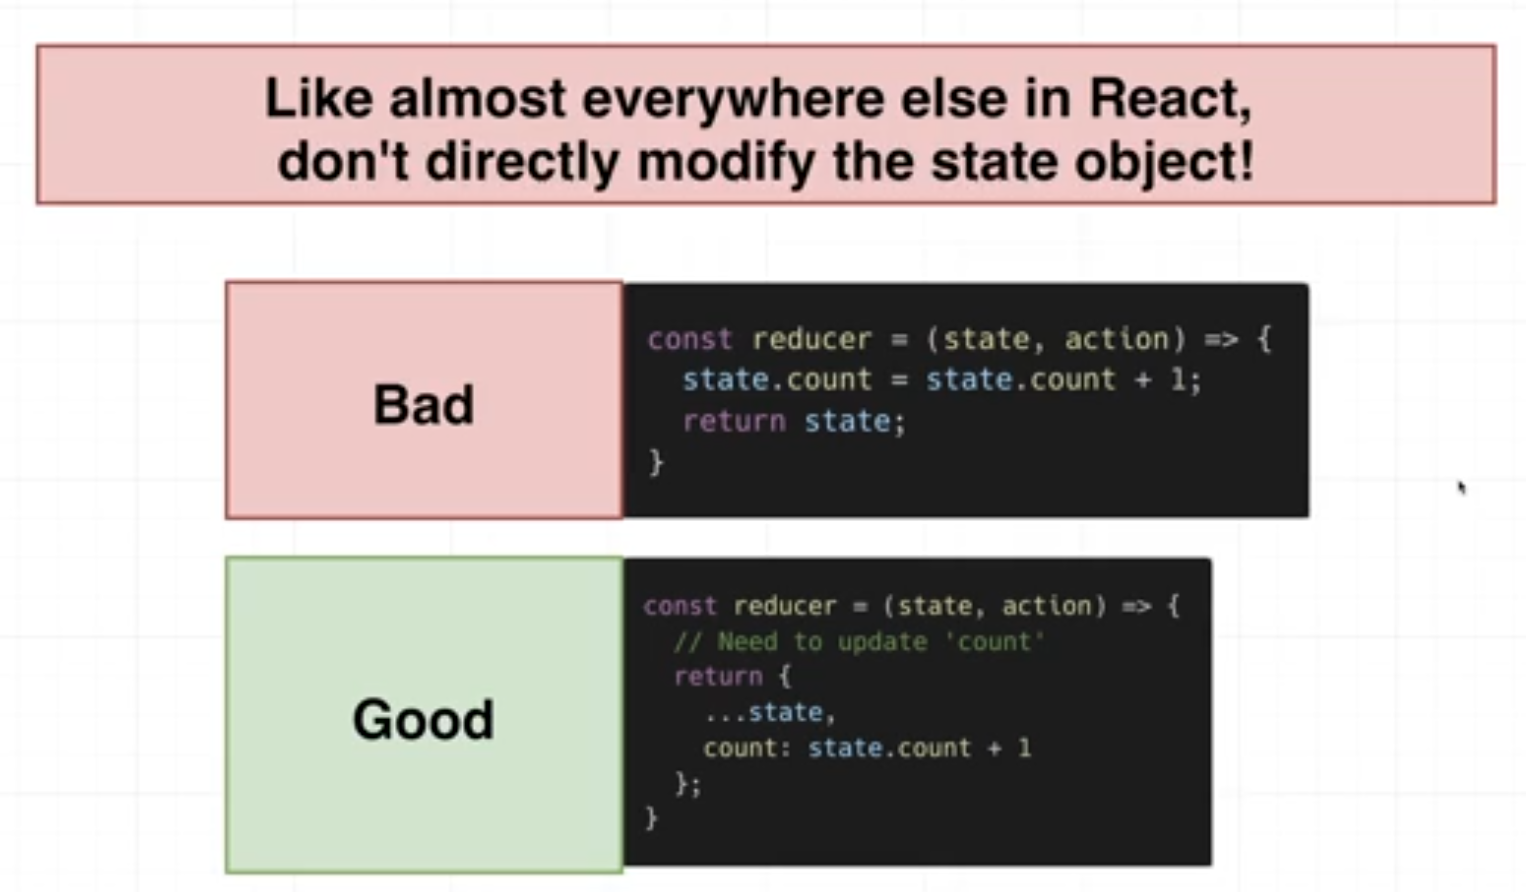 Like almost everywhere else in React,
don't directly modify the state object!
Bad
const reducer = (state, action) => {
  state.count = state.count + 1;
  return state;
}
Good
const reducer = (state, action) => {
  // Need to update 'count'
  return {
    ...state,
    count: state.count + 1
  };
}